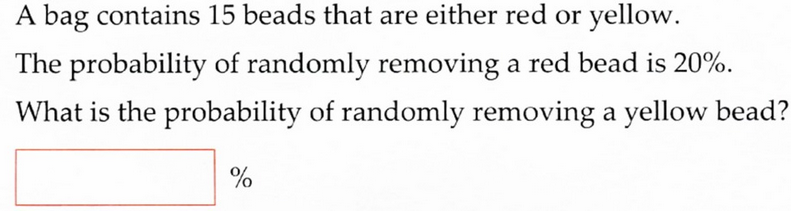 A bag contains 15 beads that are either red or yellow.
The probability of randomly removing a red bead is 20%.
What is the probability of randomly removing a yellow bead?
%